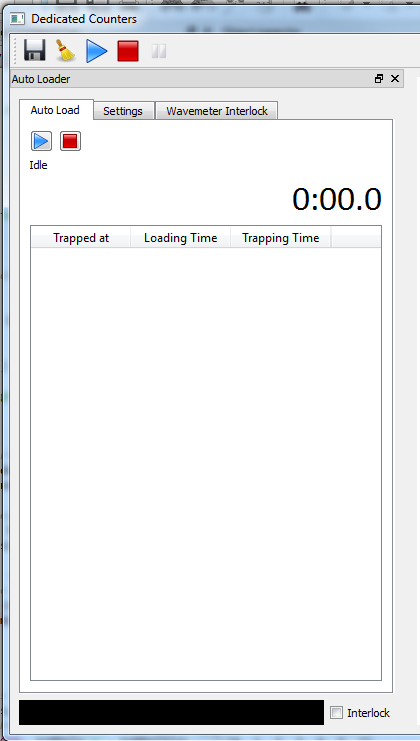 Dedicated Counters
Auto Loader
Auto Load Settings Wavemeter Interlock
Idle
0:00.0
Trapped at Loading Time Trapping Time
Interlock